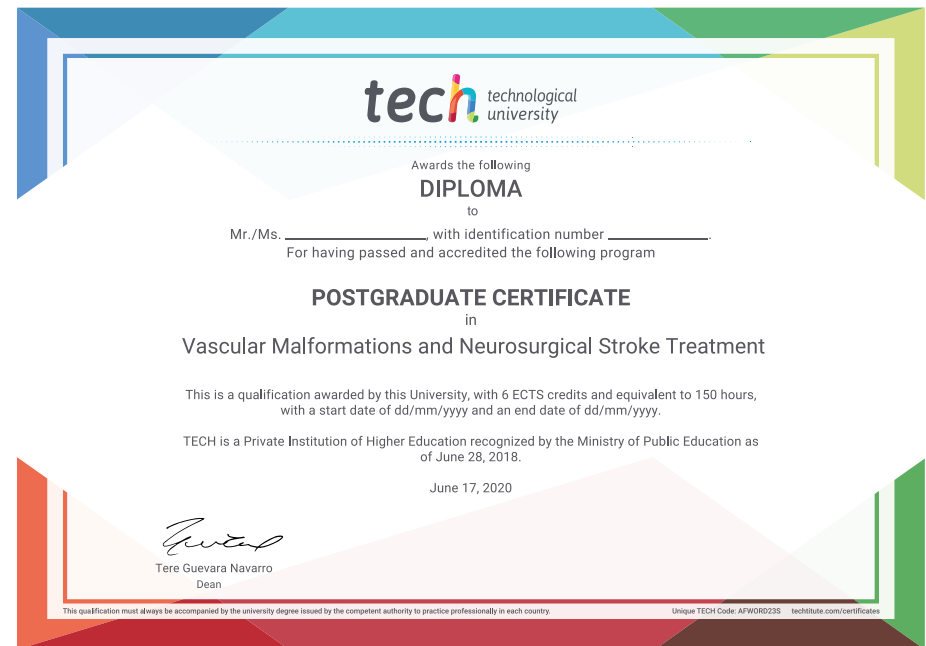 tech technological
university
Awards the following
DIPLOMA
to
Mr./Ms. ____________________, with identification number ______________.
For having passed and accredited the following program
POSTGRADUATE CERTIFICATE
in
Vascular Malformations and Neurosurgical Stroke Treatment
This is a qualification awarded by this University, with 6 ECTS credits and equivalent to 150 hours,
with a start date of dd/mm/yyyy and an end date of dd/mm/yyyy.
TECH is a Private Institution of Higher Education recognized by the Ministry of Public Education as
of June 28, 2018.
June 17, 2020
Tere Guevara Navarro
Dean
This qualification must always be accompanied by the university degree issued by the competent authority to practice professionally in each country. Unique TECH Code: AFWORD23S techtitute.com/certificates